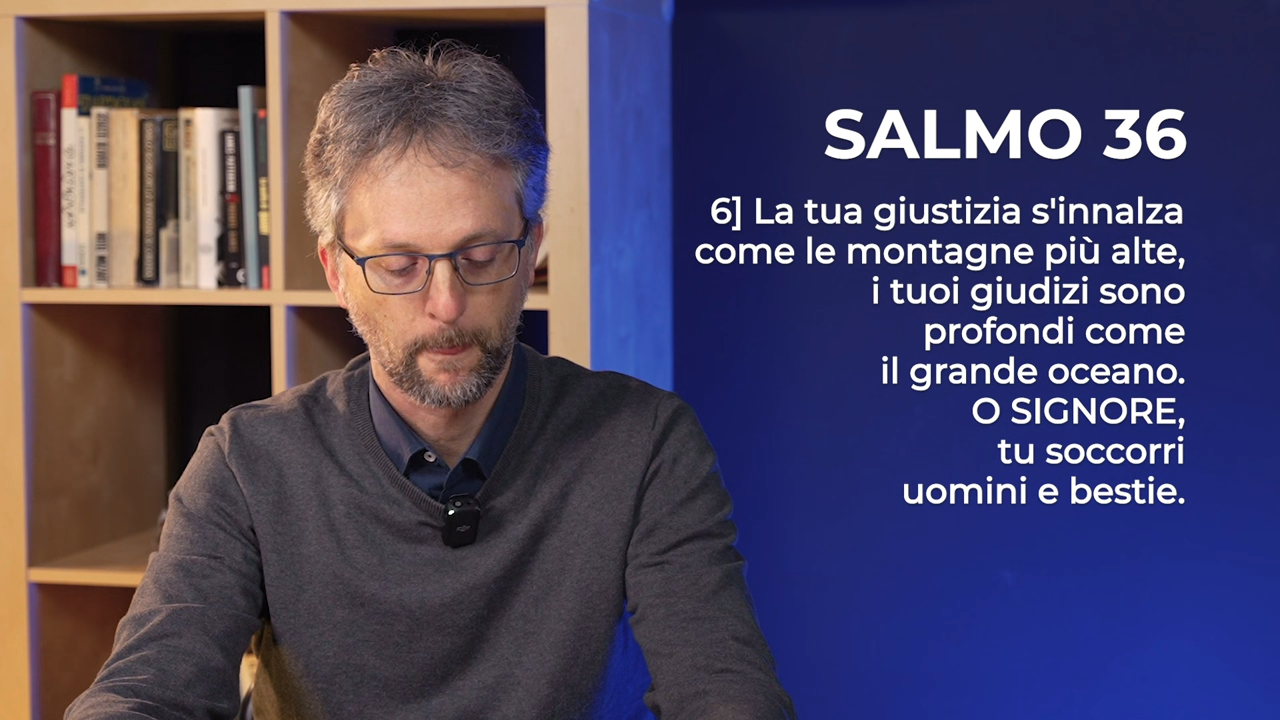 SALMO 36
6] La tua giustizia s'innalza
come le montagne più alte,
i tuoi giudizi sono
profondi come
il grande oceano.
O SIGNORE,
tu soccorri
uomini e bestie.